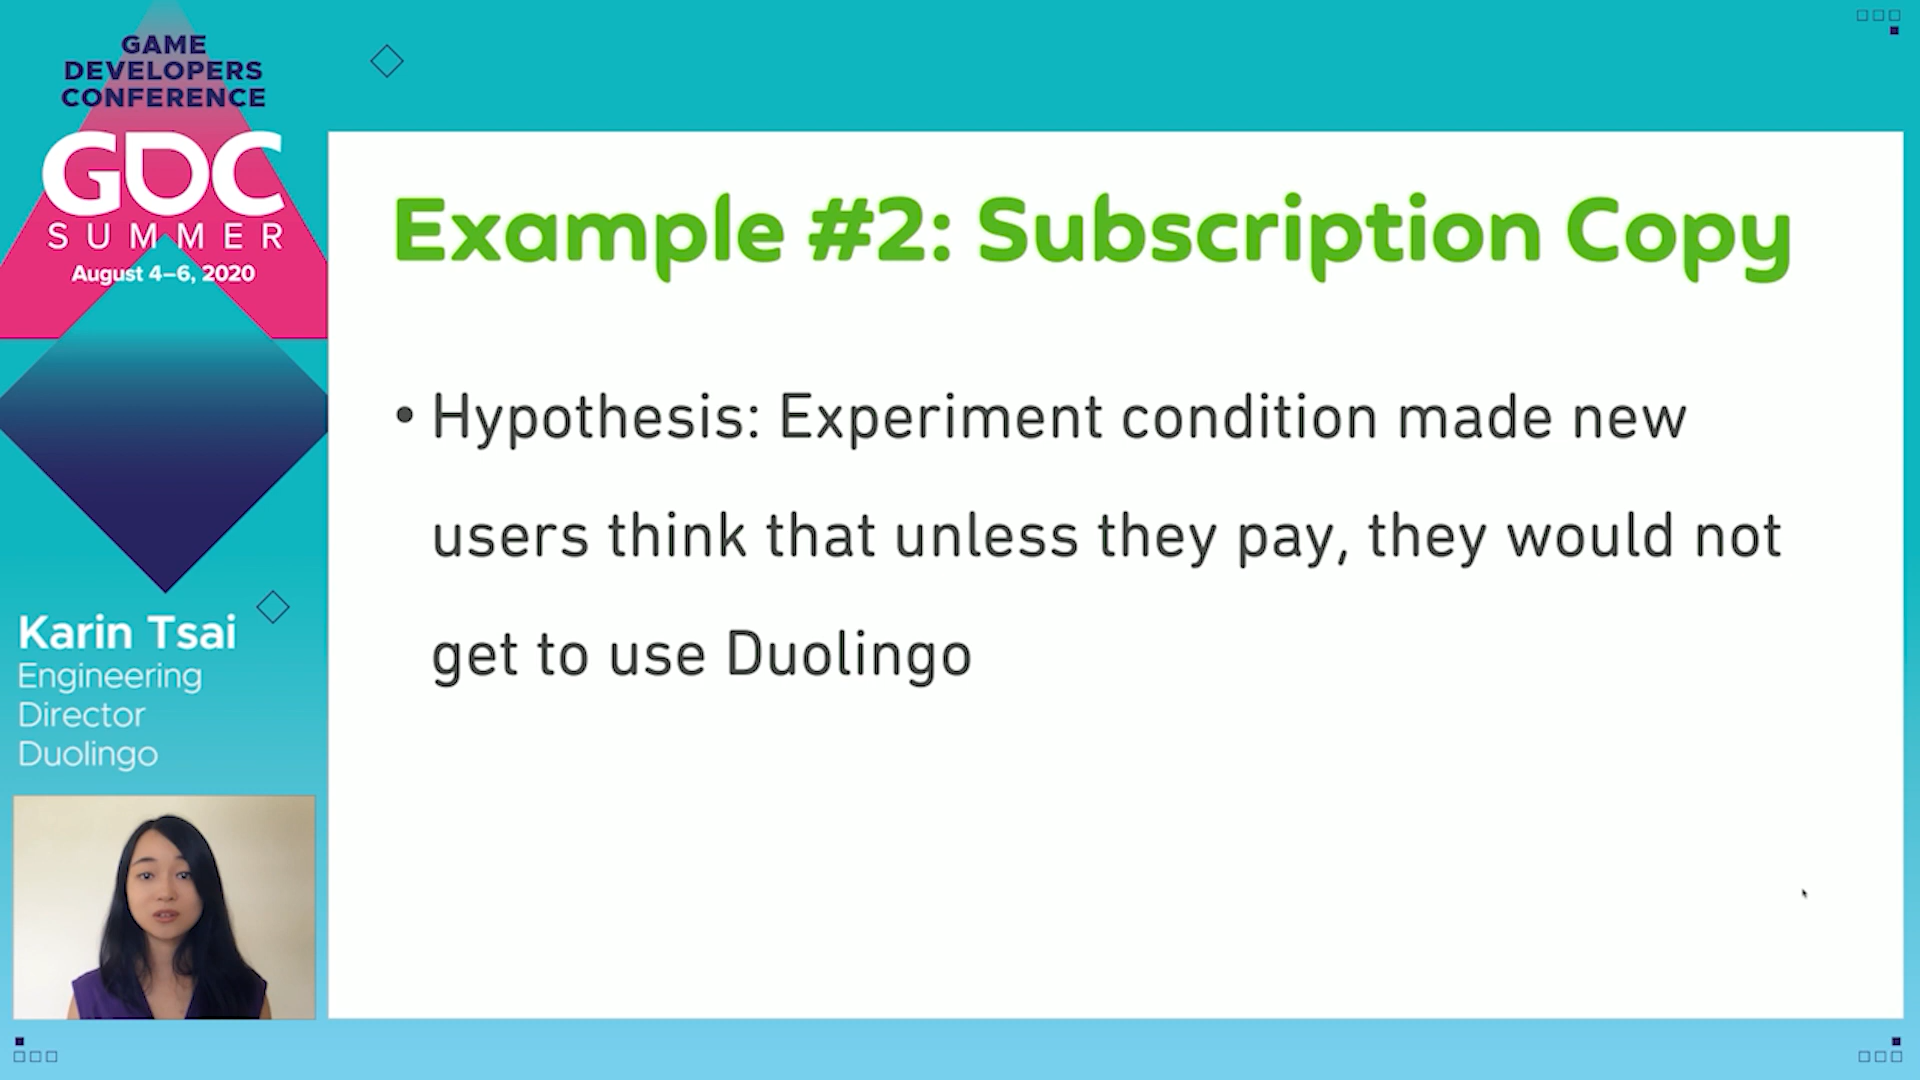 GAME
DEVELOPERS
CONFERENCE
GDC
SUMMER
August 4–6, 2020
Karin Tsai
Engineering
Director
Duolingo
Example #2: Subscription Copy
• Hypothesis: Experiment condition made new
users think that unless they pay, they would not
get to use Duolingo